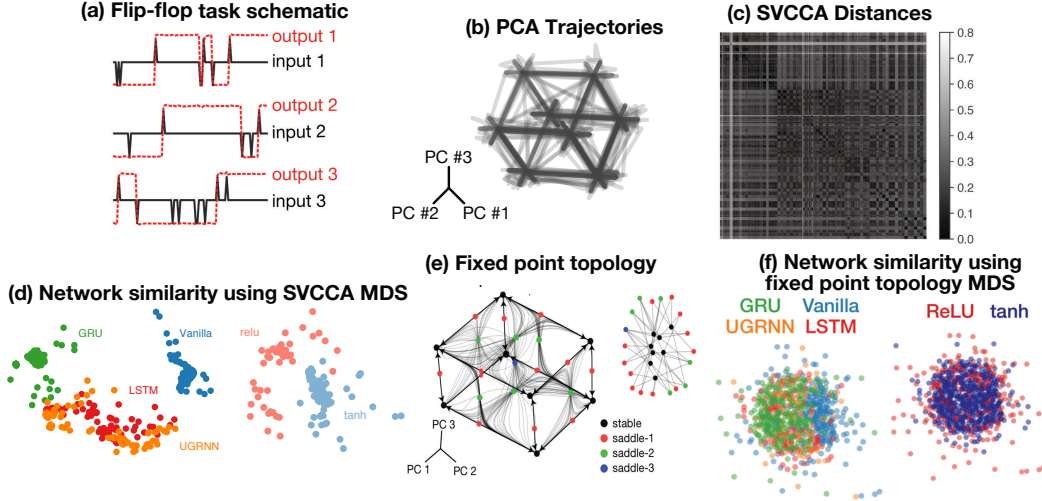 (a) Flip-flop task schematic
output 1
input 1
output 2
input 2
output 3
input 3
(b) PCA Trajectories
PC #3
PC #2
PC #1
(c) SVCCA Distances
0.8
0.7
0.6
0.5
0.4
0.3
0.2
0.1
0.0
(d) Network similarity using SVCCA MDS
GRU
Vanilla
LSTM
UGRNN
relu
tanh
(e) Fixed point topology
PC 3
PC 1
PC 2
stable
saddle-1
saddle-2
saddle-3
(f) Network similarity using
fixed point topology MDS
GRU Vanilla
UGRNN LSTM
ReLU tanh